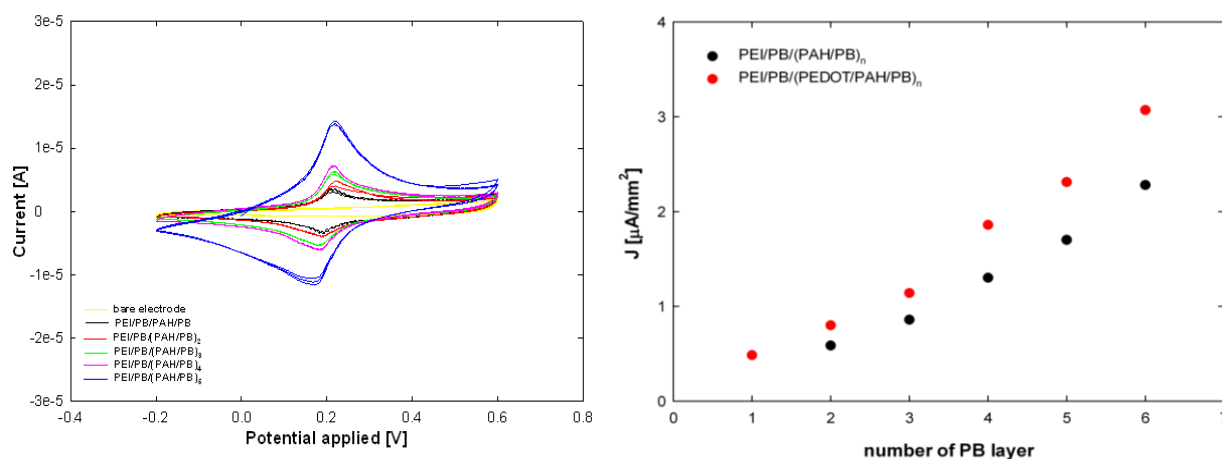 3e-5
2e-5
1e-5
0
-1e-5
-2e-5
-3e-5
Current [A]
bare electrode
PEI/PB/PAH/PB
PEI/PB/(PAH/PB)₂
PEI/PB/(PAH/PB)₃
PEI/PB/(PAH/PB)₄
PEI/PB/(PAH/PB)₅
-0.4 -0.2 0.0 0.2 0.4 0.6 0.8
Potential applied [V]
4
3
2
1
0
J [µA/mm²]
PEI/PB/(PAH/PB)ₙ
PEI/PB/(PEDOT/PAH/PB)ₙ
0 1 2 3 4 5 6 7
number of PB layer